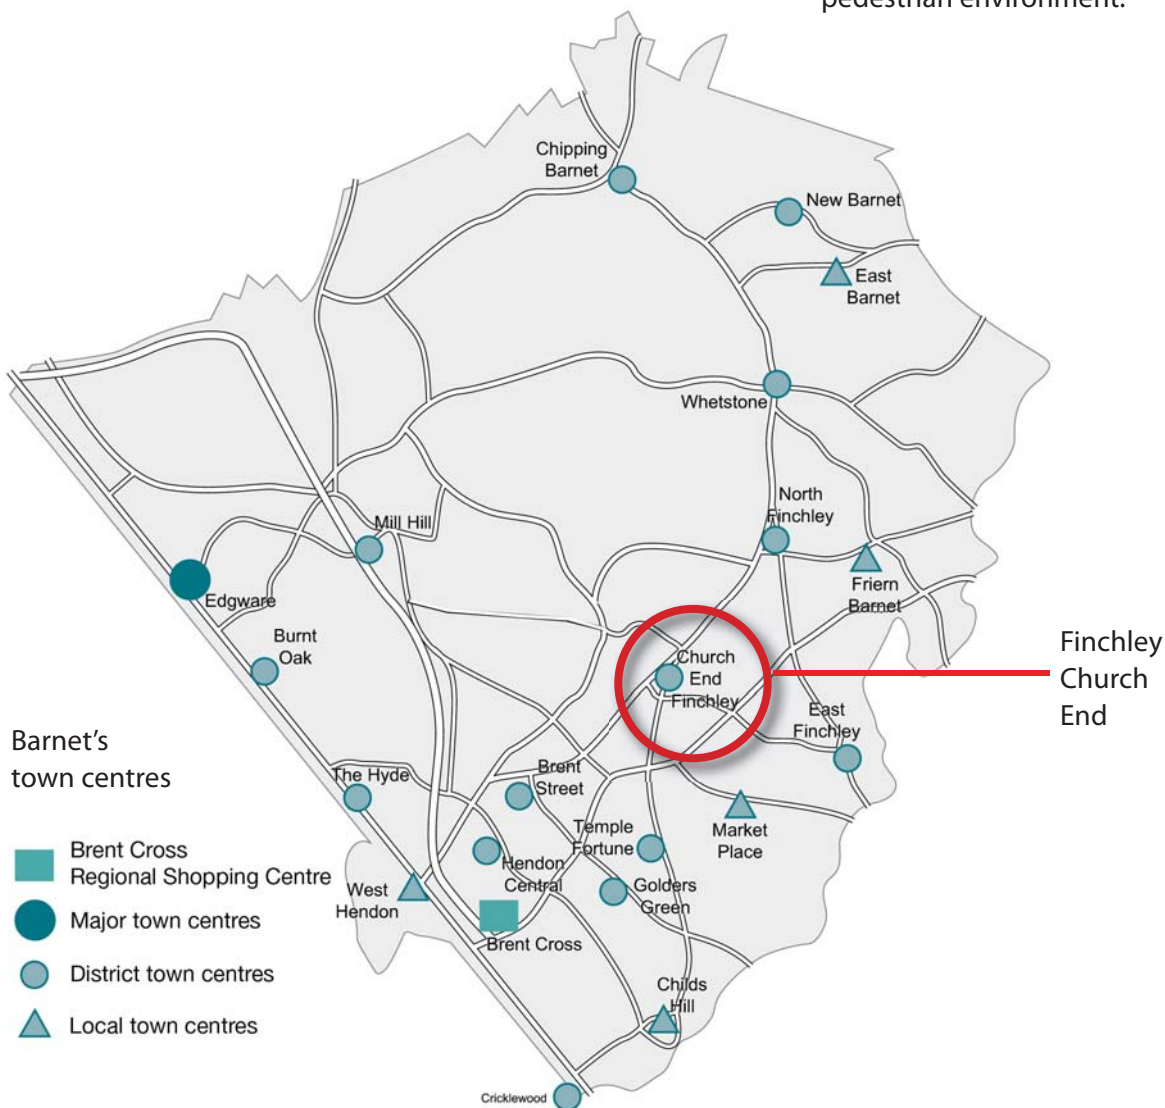 pedestrian environment.
Chipping
Barnet
New Barnet
East
Barnet
Whetstone
North
Finchley
Mill Hill
Friern
Barnet
Edgware
Burnt
Oak
Church
End
Finchley
Finchley
Church
End
East
Finchley
Barnet's
town centres
The Hyde
Brent
Street
Market
Place
Temple
Fortune
Brent Cross
Regional Shopping Centre
Hendon
Central
Golders
Green
West
Hendon
Major town centres
Brent Cross
District town centres
Childs
Hill
Local town centres
Cricklewood